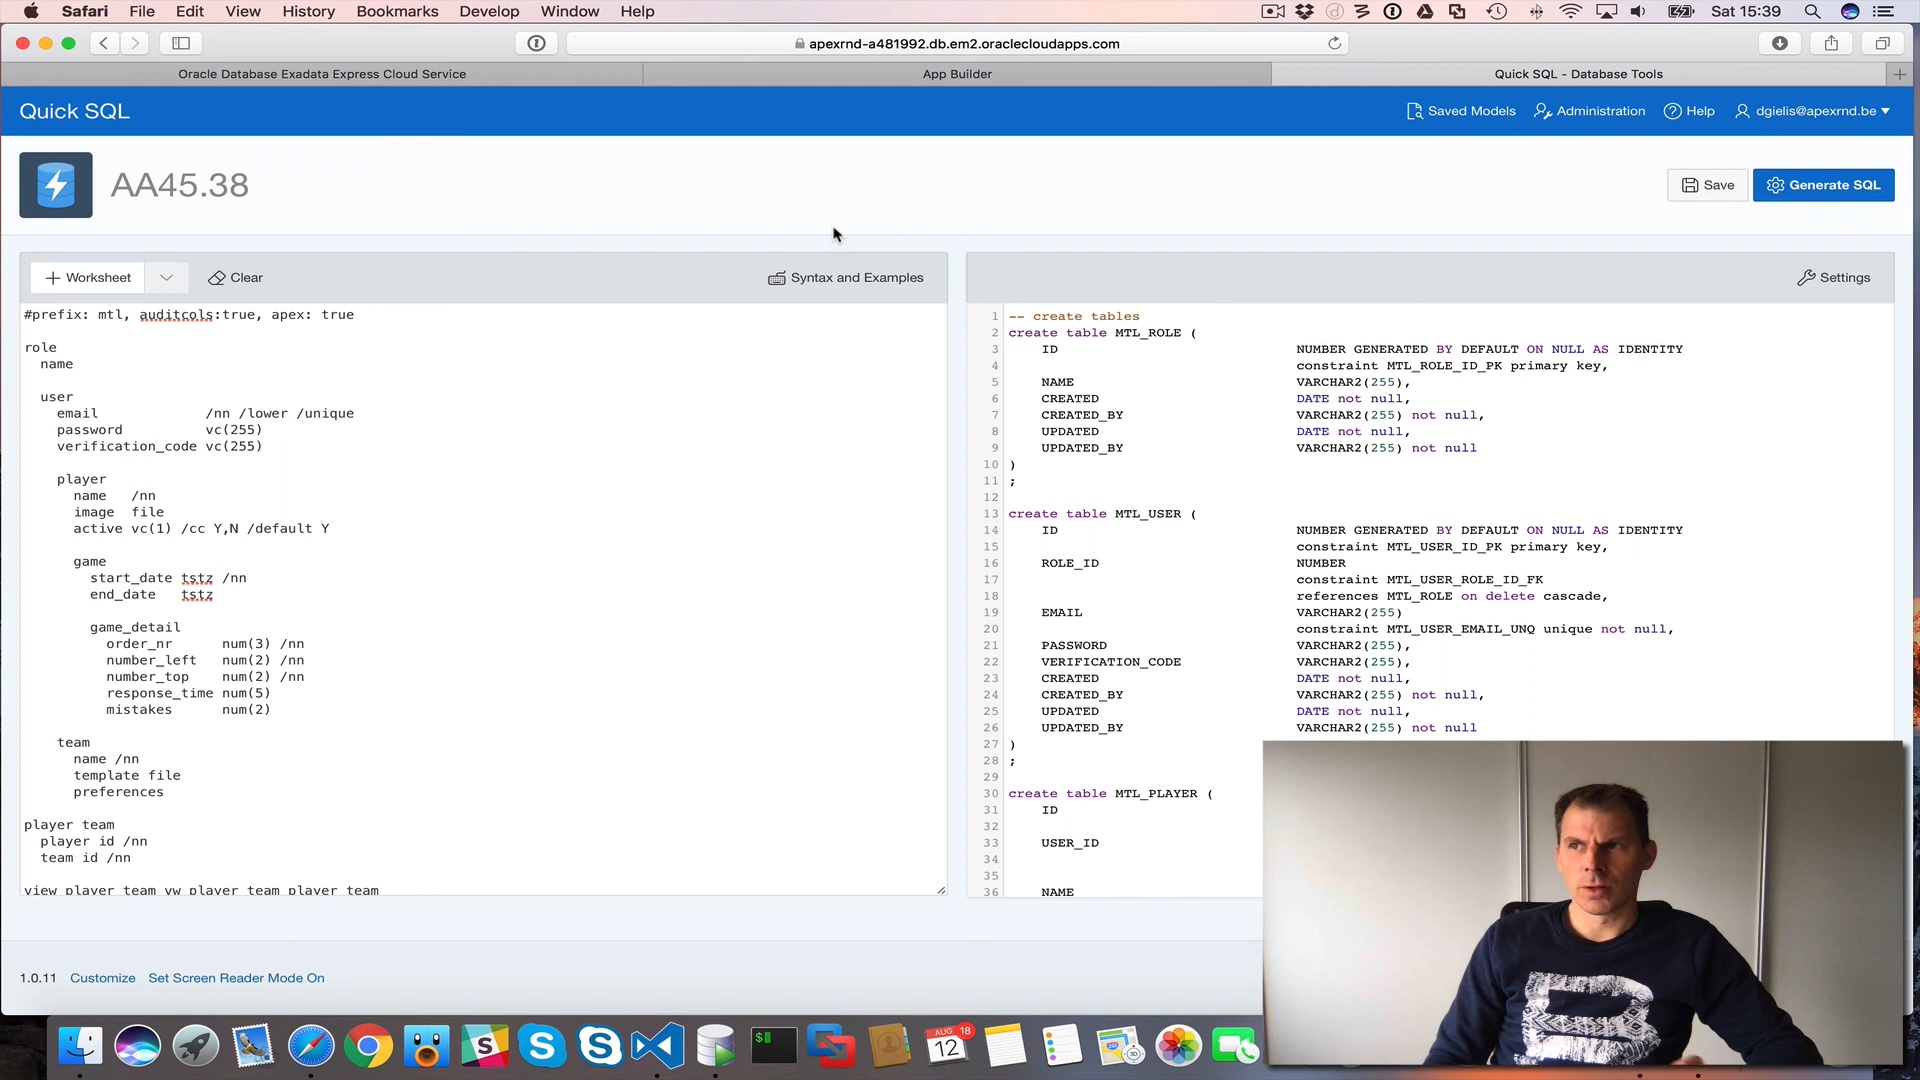 Safari File Edit View History Bookmarks Develop Window Help Sat 15:39
apexrnd-a481992.db.em2.oraclecloudapps.com
Oracle Database Exadata Express Cloud Service App Builder Quick SQL - Database Tools
Quick SQL Saved Models Administration Help dgielis@apexrnd.be
AA45.38 Save Generate SQL
Worksheet Clear Syntax and Examples
#prefix: mtl, auditcols:true, apex: true
role
name
user
email /nn /lower /unique
password vc(255)
verification_code vc(255)
player
name /nn
image file
active vc(1) /cc Y,N /default Y
game
start_date tstz /nn
end_date tstz
game_detail
order_nr num(3) /nn
number_left num(2) /nn
number_top num(2) /nn
response_time num(5)
mistakes num(2)
team
name /nn
template file
preferences
player team
player id /nn
team id /nn
view player team vw player team player team
Settings
1 -- create tables
2 create table MTL_ROLE (
3 ID NUMBER GENERATED BY DEFAULT ON NULL AS IDENTITY
4 constraint MTL_ROLE_ID_PK primary key,
5 NAME VARCHAR2(255),
6 CREATED DATE not null,
7 CREATED_BY VARCHAR2(255) not null,
8 UPDATED DATE not null,
9 UPDATED_BY VARCHAR2(255) not null
10 )
11 ;
12
13 create table MTL_USER (
14 ID NUMBER GENERATED BY DEFAULT ON NULL AS IDENTITY
15 constraint MTL_USER_ID_PK primary key,
16 ROLE_ID NUMBER
17 constraint MTL_USER_ROLE_ID_FK
18 references MTL_ROLE on delete cascade,
19 EMAIL VARCHAR2(255)
20 constraint MTL_USER_EMAIL_UNQ unique not null,
21 PASSWORD VARCHAR2(255),
22 VERIFICATION_CODE VARCHAR2(255),
23 CREATED DATE not null,
24 CREATED_BY VARCHAR2(255) not null,
25 UPDATED DATE not null,
26 UPDATED_BY VARCHAR2(255) not null
27 )
28 ;
29
30 create table MTL_PLAYER (
31 ID
32
33 USER_ID
34
35
36 NAME
1.0.11 Customize Set Screen Reader Mode On
AUG 18
12